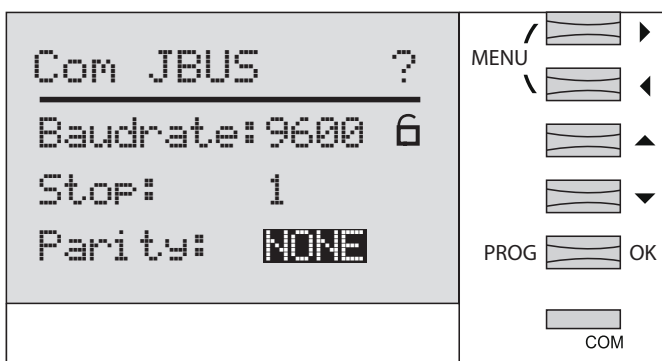 Com JBUS ?
Baudrate:9600
Stop: 1
Parity: NONE
MENU
PROG OK
COM